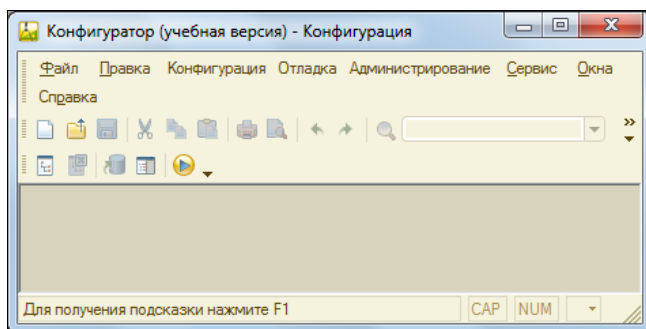 Конфигуратор (учебная версия) - Конфигурация
Файл Правка Конфигурация Отладка Администрирование Сервис Окна
Справка
Для получения подсказки нажмите F1 CAP NUM